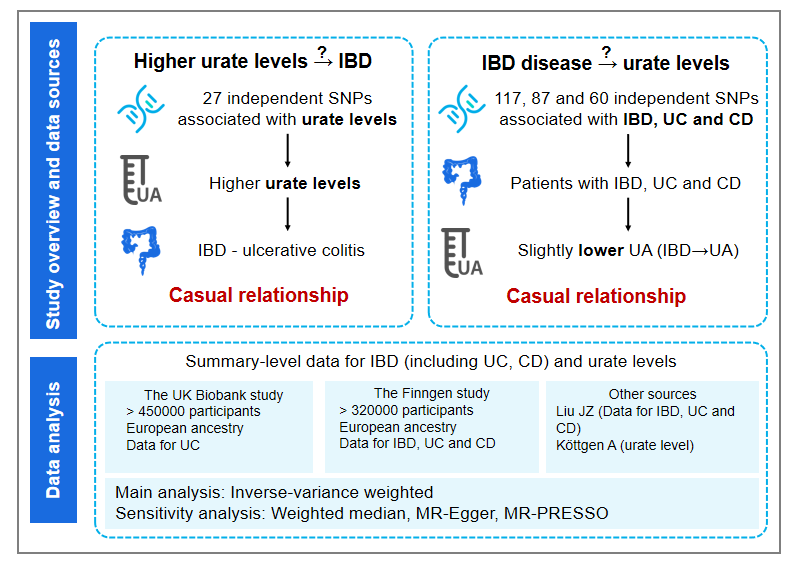 Study overview and data sources
Higher urate levels → IBD
?
27 independent SNPs
associated with urate levels
UA
Higher urate levels
IBD - ulcerative colitis
Casual relationship
IBD disease → urate levels
?
117, 87 and 60 independent SNPs
associated with IBD, UC and CD
Patients with IBD, UC and CD
UA
Slightly lower UA (IBD→UA)
Casual relationship
Data analysis
Summary-level data for IBD (including UC, CD) and urate levels
The UK Biobank study
> 450000 participants
European ancestry
Data for UC
The Finngen study
> 320000 participants
European ancestry
Data for IBD, UC and CD
Other sources
Liu JZ (Data for IBD, UC and
CD)
Köttgen A (urate level)
Main analysis: Inverse-variance weighted
Sensitivity analysis: Weighted median, MR-Egger, MR-PRESSO